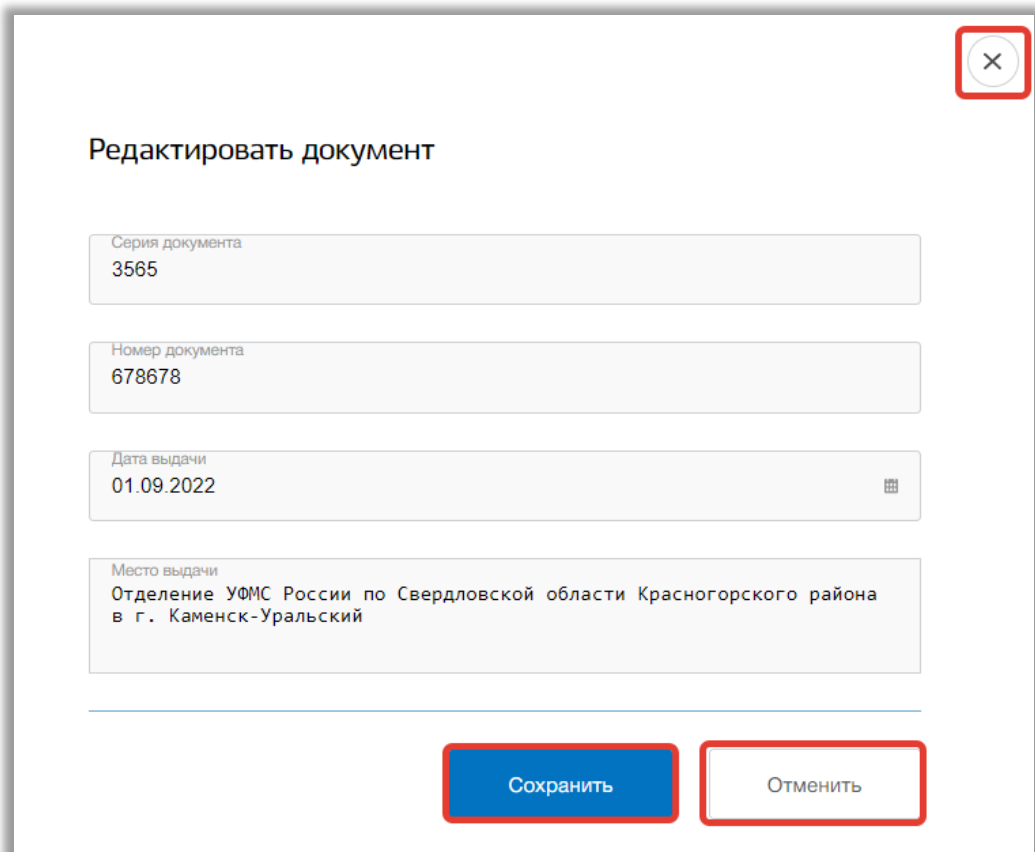 Редактировать документ
Серия документа
3565
Номер документа
678678
Дата выдачи
01.09.2022
Место выдачи
Отделение УФМС России по Свердловской области Красногорского района
в г. Каменск-Уральский
Сохранить
Отменить